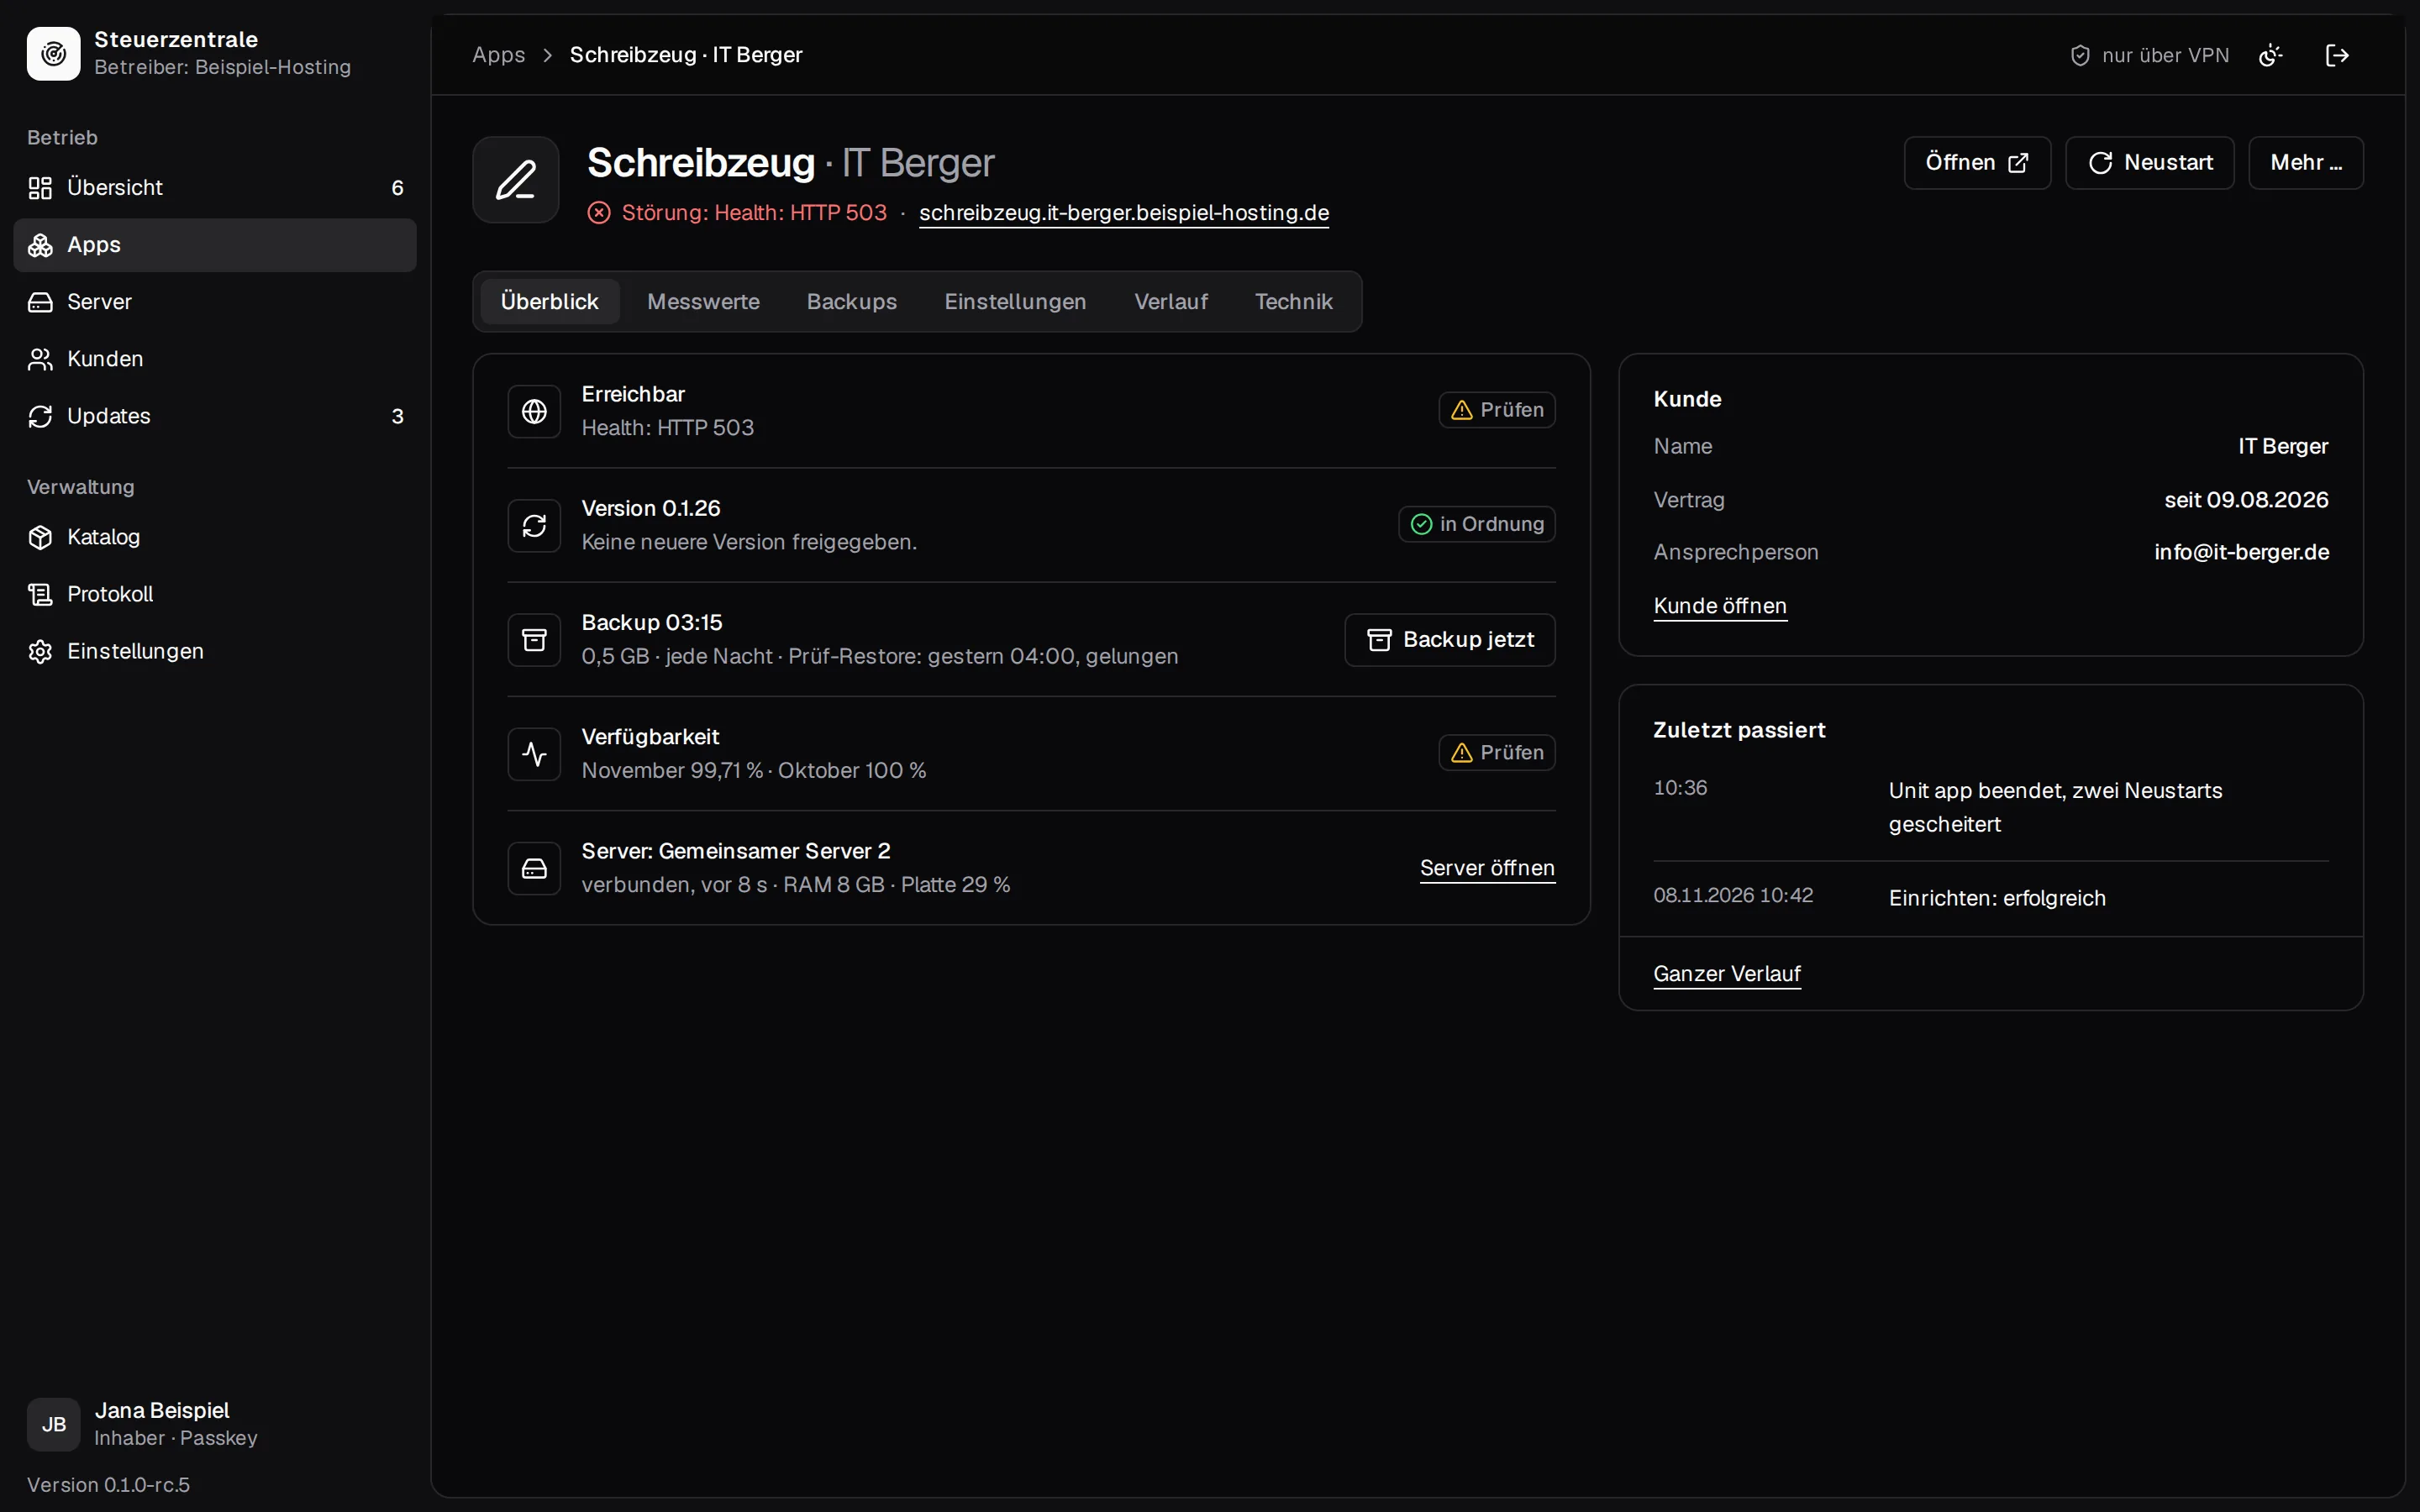 Steuerzentrale
Betreiber: Beispiel-Hosting
Betrieb
Übersicht 6
Apps
Server
Kunden
Updates 3
Verwaltung
Katalog
Protokoll
Einstellungen
JB
Jana Beispiel
Inhaber · Passkey
Version 0.1.0-rc.5
Apps > Schreibzeug · IT Berger
nur über VPN
Schreibzeug · IT Berger
Störung: Health: HTTP 503 · schreibzeug.it-berger.beispiel-hosting.de
Öffnen
Neustart
Mehr ...
Überblick Messwerte Backups Einstellungen Verlauf Technik
Erreichbar
Health: HTTP 503
Prüfen
Version 0.1.26
Keine neuere Version freigegeben.
in Ordnung
Backup 03:15
0,5 GB · jede Nacht · Prüf-Restore: gestern 04:00, gelungen
Backup jetzt
Verfügbarkeit
November 99,71 % · Oktober 100 %
Prüfen
Server: Gemeinsamer Server 2
verbunden, vor 8 s · RAM 8 GB · Platte 29 %
Server öffnen
Kunde
Name IT Berger
Vertrag seit 09.08.2026
Ansprechperson info@it-berger.de
Kunde öffnen
Zuletzt passiert
10:36 Unit app beendet, zwei Neustarts
gescheitert
08.11.2026 10:42 Einrichten: erfolgreich
Ganzer Verlauf